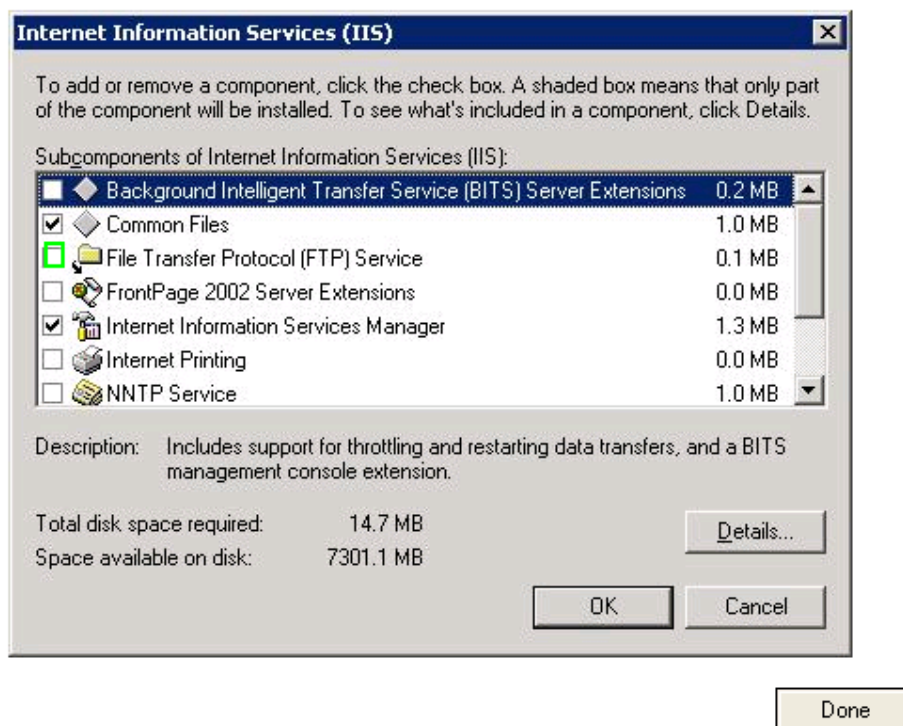 Internet Information Services (IIS)
To add or remove a component, click the check box. A shaded box means that only part
of the component will be installed. To see what's included in a component, click Details.
Subcomponents of Internet Information Services (IIS):
Background Intelligent Transfer Service (BITS) Server Extensions 0.2 MB
Common Files 1.0 MB
File Transfer Protocol (FTP) Service 0.1 MB
FrontPage 2002 Server Extensions 0.0 MB
Internet Information Services Manager 1.3 MB
Internet Printing 0.0 MB
NNTP Service 1.0 MB
Description: Includes support for throttling and restarting data transfers, and a BITS
management console extension.
Total disk space required: 14.7 MB
Space available on disk: 7301.1 MB
Details...
OK Cancel
Done